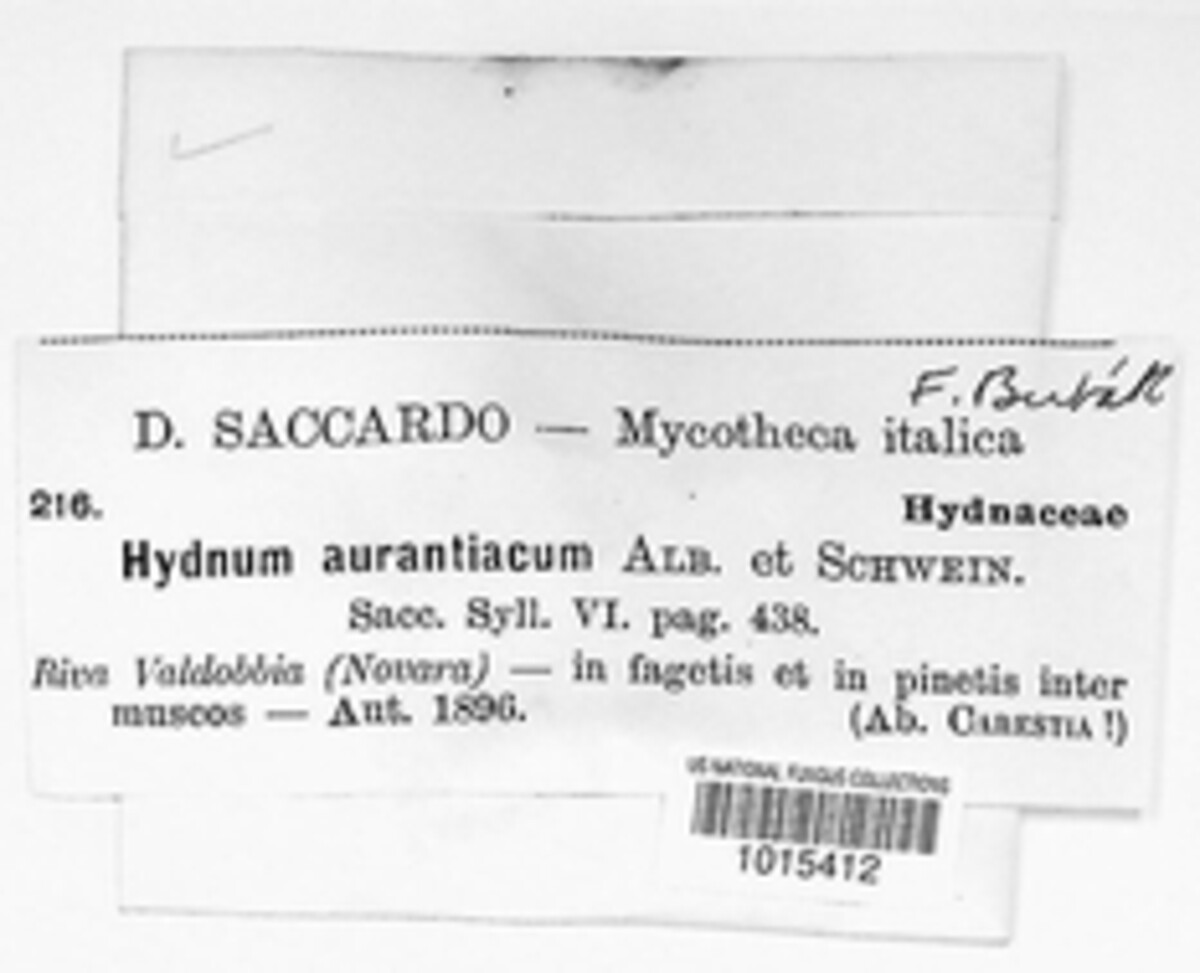 F. Bubák
D. SACCARDO — Mycotheca italica
216. Hydnaceae
Hydnum aurantiacum ALB. et SCHWEIN.
Sacc. Syll. VI. pag. 438.
Riva Valdobbia (Novara) — in fagetis et in pinetis inter
muscos — Aut. 1896. (Ab. CARESTIA !)
US NATIONAL FUNGUS COLLECTIONS
1015412